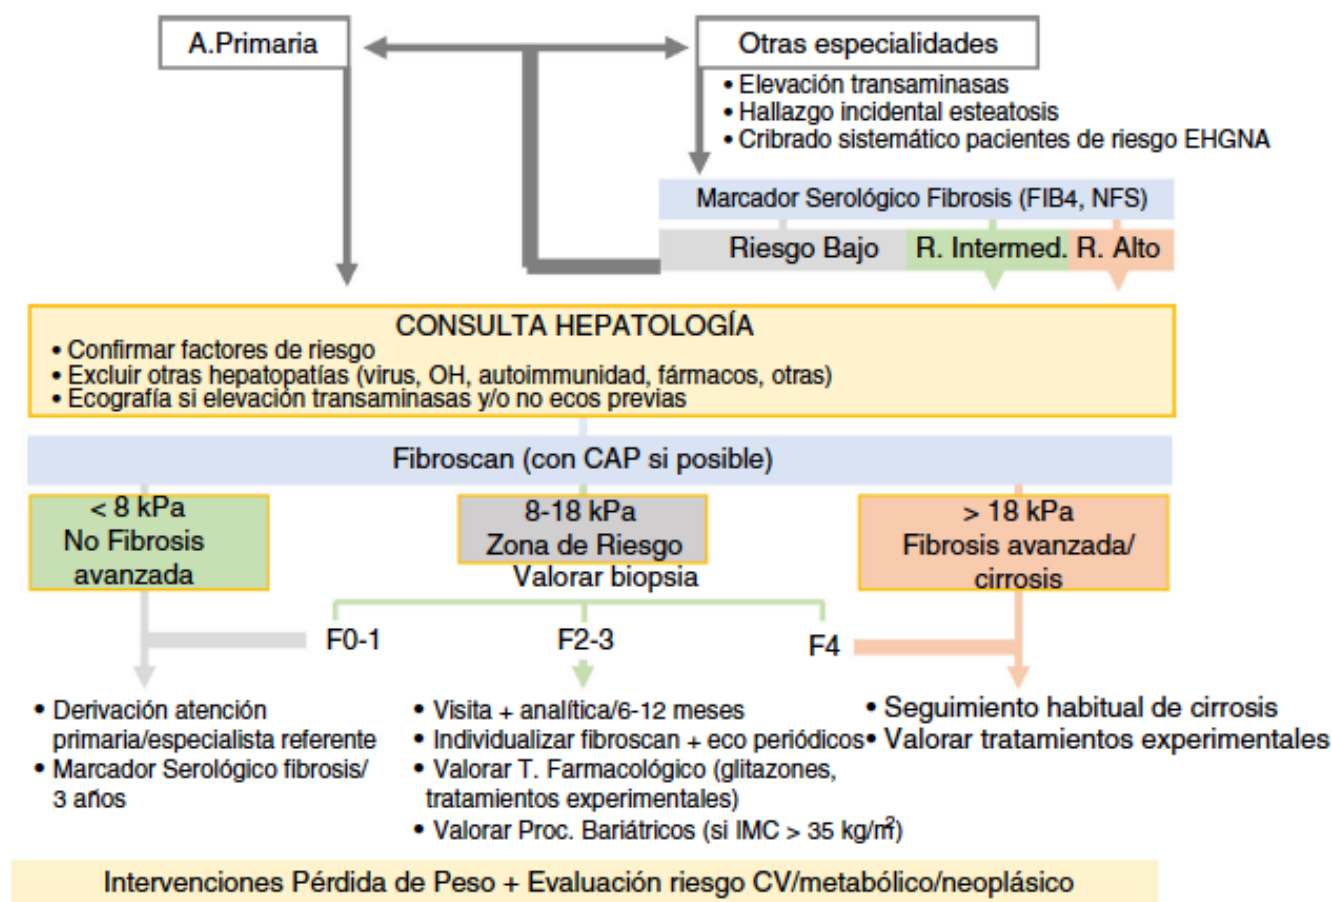 A.Primaria
Otras especialidades
• Elevación transaminasas
• Hallazgo incidental esteatosis
• Cribado sistemático pacientes de riesgo EHGNA
Marcador Serológico Fibrosis (FIB4, NFS)
Riesgo Bajo
R. Intermed.
R. Alto
CONSULTA HEPATOLOGÍA
• Confirmar factores de riesgo
• Excluir otras hepatopatías (virus, OH, autoimmunidad, fármacos, otras)
• Ecografía si elevación transaminasas y/o no ecos previas
Fibroscan (con CAP si posible)
< 8 kPa
No Fibrosis
avanzada
8-18 kPa
Zona de Riesgo
Valorar biopsia
> 18 kPa
Fibrosis avanzada/
cirrosis
F0-1
F2-3
F4
• Derivación atención
primaria/especialista referente
• Marcador Serológico fibrosis/
3 años
• Visita + analítica/6-12 meses
• Individualizar fibroscan + eco periódicos
• Valorar T. Farmacológico (glitazones,
tratamientos experimentales)
• Valorar Proc. Bariátricos (si IMC > 35 kg/m²)
• Seguimiento habitual de cirrosis
• Valorar tratamientos experimentales
Intervenciones Pérdida de Peso + Evaluación riesgo CV/metabólico/neoplásico